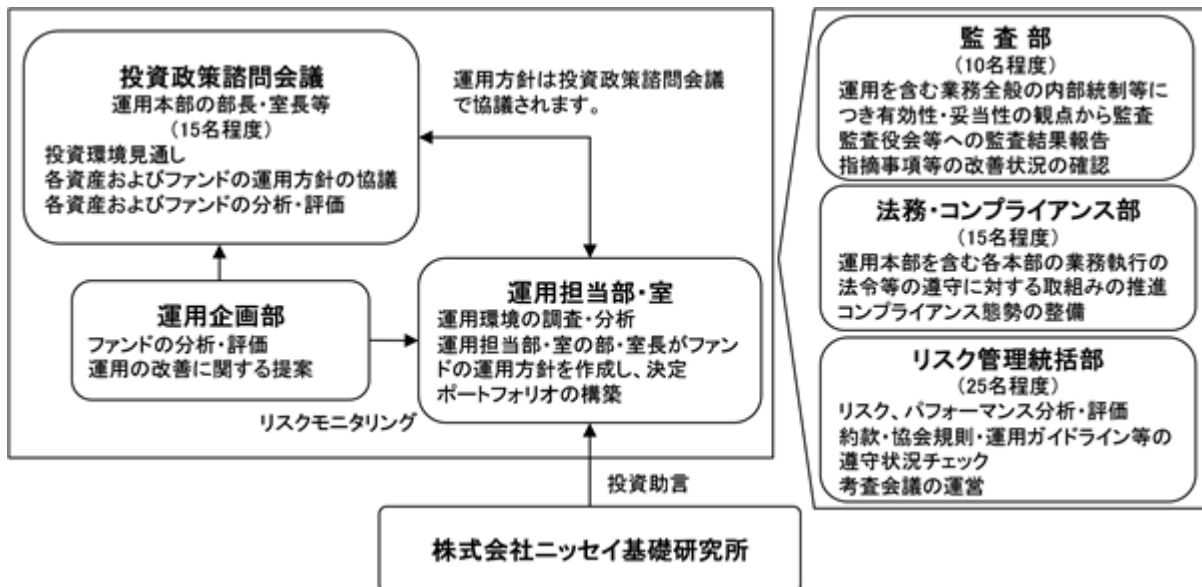 投資政策諮問会議
運用本部の部長・室長等
(15名程度)
投資環境見通し
各資産およびファンドの運用方針の協議
各資産およびファンドの分析・評価
運用方針は投資政策諮問会議
で協議されます。
運用企画部
ファンドの分析・評価
運用の改善に関する提案
リスクモニタリング
運用担当部・室
運用環境の調査・分析
運用担当部・室の部・室長がファン
ドの運用方針を作成し、決定
ポートフォリオの構築
投資助言
株式会社ニッセイ基礎研究所
監 査 部
(10名程度)
運用を含む業務全般の内部統制等に
つき有効性・妥当性の観点から監査
監査役会等への監査結果報告
指摘事項等の改善状況の確認
法務・コンプライアンス部
(15名程度)
運用本部を含む各本部の業務執行の
法令等の遵守に対する取組みの推進
コンプライアンス態勢の整備
リスク管理統括部
(25名程度)
リスク、パフォーマンス分析・評価
約款・協会規則・運用ガイドライン等の
遵守状況チェック
考査会議の運営